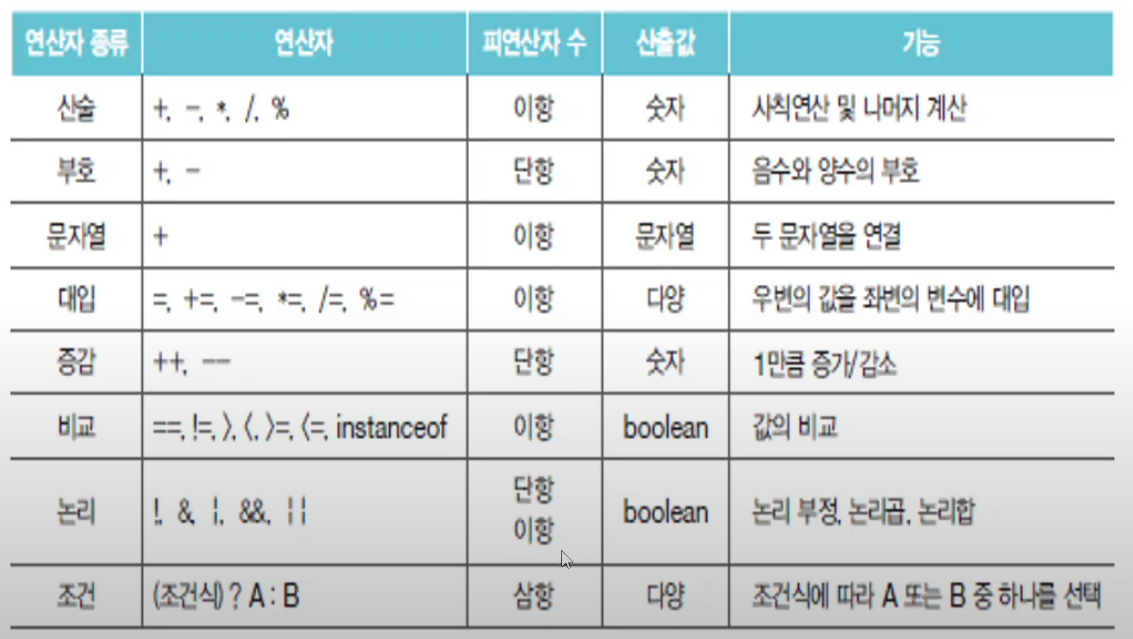 연산자 종류 연산자 피연산자 수 산출값 기능
산술 +, -, *, /, % 이항 숫자 사칙연산 및 나머지 계산
부호 +, - 단항 숫자 음수와 양수의 부호
문자열 + 이항 문자열 두 문자열을 연결
대입 =, +=, -=, *=, /=, %= 이항 다양 우변의 값을 좌변의 변수에 대입
증감 ++, -- 단항 숫자 1만큼 증가/감소
비교 ==, !=, >, <, >=, <=, instanceof 이항 boolean 값의 비교
논리 !, &, |, &&, || 단항 이항 boolean 논리 부정, 논리곱, 논리합
조건 (조건식) ? A : B 삼항 다양 조건식에 따라 A 또는 B 중 하나를 선택